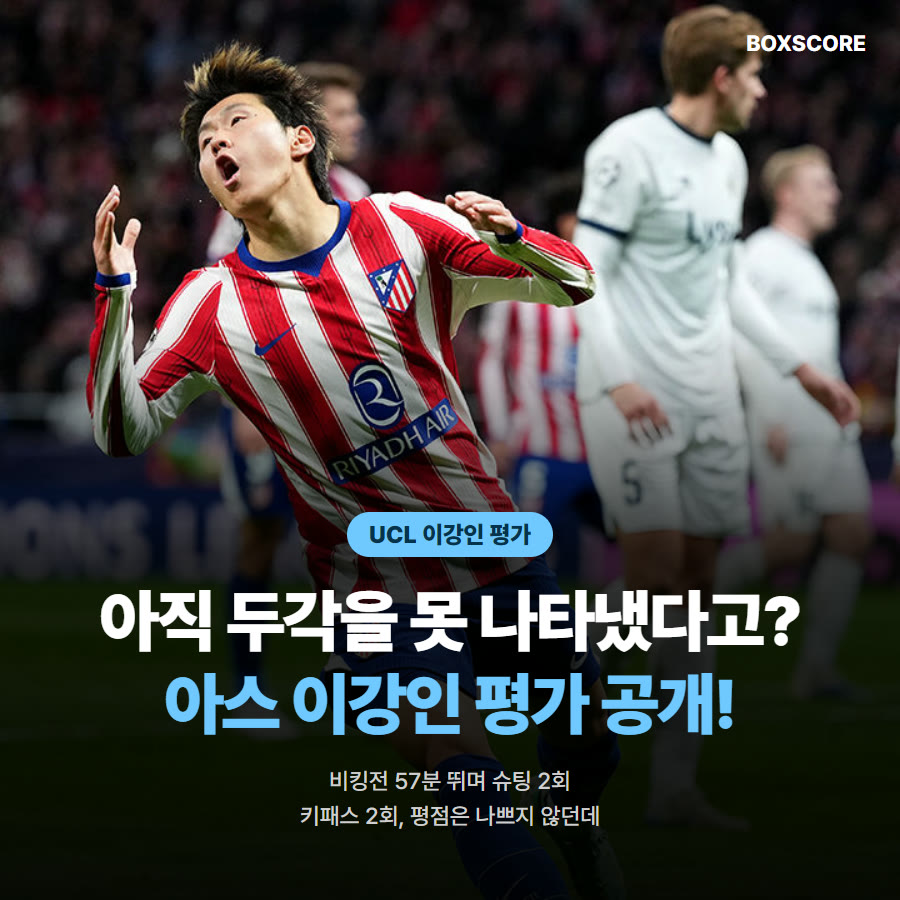 BOXSCORE
RIYADH AIR
5
UCL 이강인 평가
아직 두각을 못 나타냈다고?
아스 이강인 평가 공개!
비킹전 57분 뛰며 슈팅 2회
키패스 2회, 평점은 나쁘지 않던데